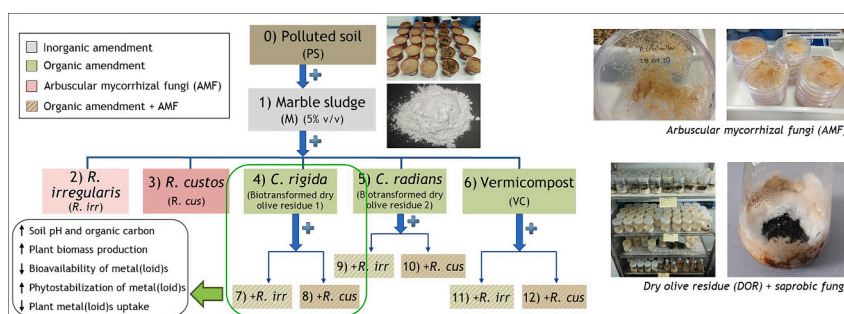 Inorganic amendment
Organic amendment
Arbuscular mycorrhizal fungi (AMF)
Organic amendment + AMF
0) Polluted soil
(PS)
+
1) Marble sludge
(M) (5% v/v)
+
2) R.
irregularis
(R. irr)
3) R. custos
(R. cus)
4) C. rigida
(Biotransformed dry
olive residue 1)
5) C. radians
(Biotransformed dry
olive residue 2)
6) Vermicompost
(VC)
+
+
+
7) +R. irr
8) +R. cus
9) +R. irr
10) +R. cus
11) +R. irr
12) +R. cus
↑ Soil pH and organic carbon
↑ Plant biomass production
↓ Bioavailability of metal(loid)s
↑ Phytostabilization of metal(loid)s
↓ Plant metal(loid)s uptake
Arbuscular mycorrhizal fungi (AMF)
Dry olive residue (DOR) + saprobic fung